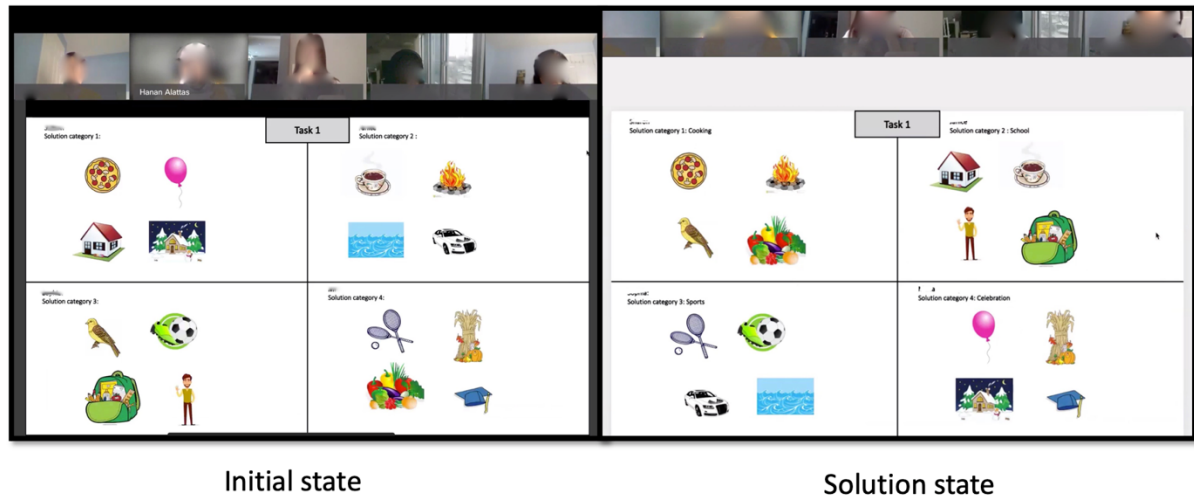 Hanan Alattas
Task 1
Solution category 1:
Solution category 2 :
Solution category 3:
Solution category 4:
Task 1
Solution category 1: Cooking
Solution category 2 : School
Solution category 3: Sports
Solution category 4: Celebration
Initial state
Solution state